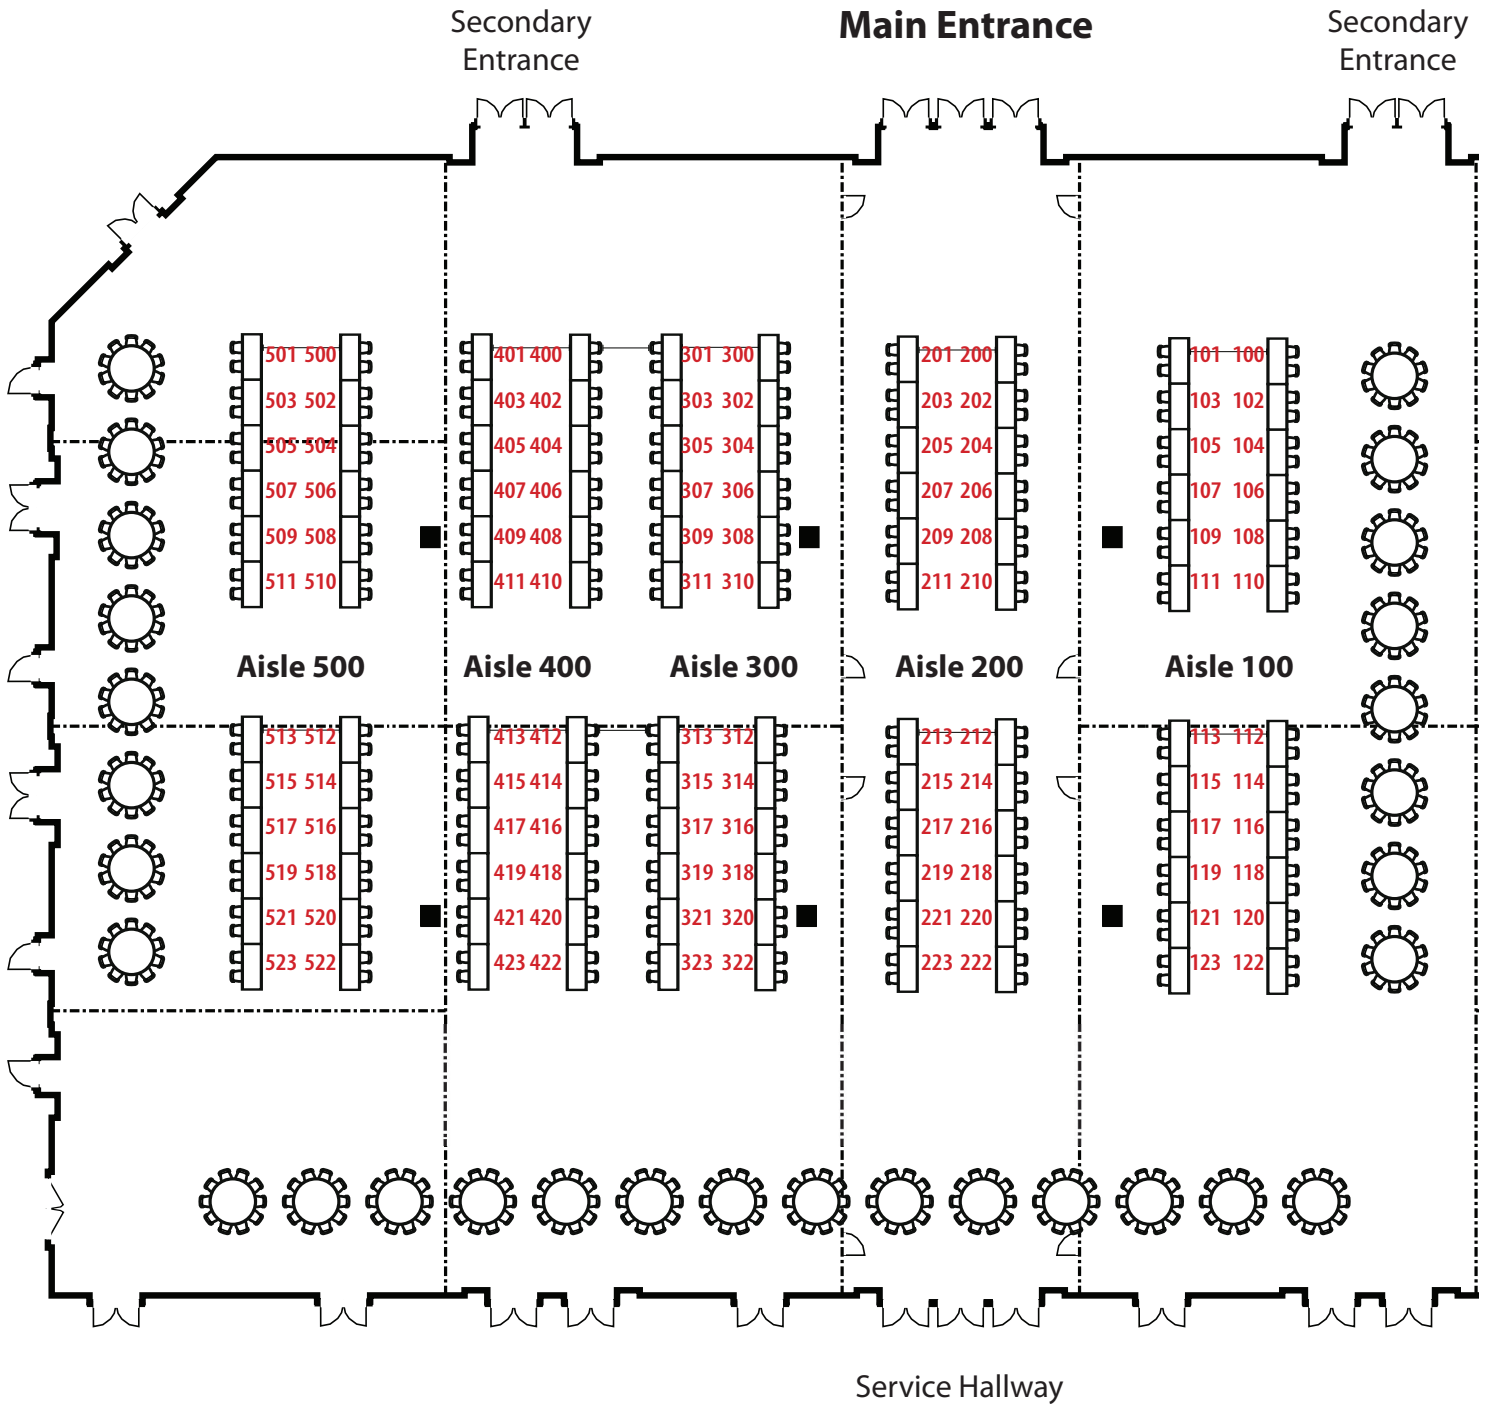 Secondary
Entrance
Main Entrance
Secondary
Entrance
501 500 401 400 301 300 201 200 101 100
503 502 403 402 303 302 203 202 103 102
505 504 405 404 305 304 205 204 105 104
507 506 407 406 307 306 207 206 107 106
509 508 409 408 309 308 209 208 109 108
511 510 411 410 311 310 211 210 111 110
Aisle 500 Aisle 400 Aisle 300 Aisle 200 Aisle 100
513 512 413 412 313 312 213 212 113 112
515 514 415 414 315 314 215 214 115 114
517 516 417 416 317 316 217 216 117 116
519 518 419 418 319 318 219 218 119 118
521 520 421 420 321 320 221 220 121 120
523 522 423 422 323 322 223 222 123 122
Service Hallway